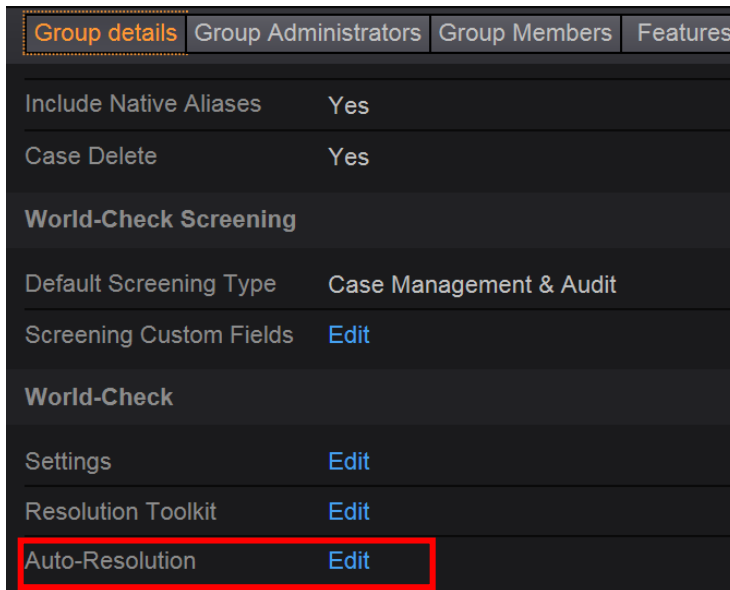 Group details Group Administrators Group Members Features
Include Native Aliases Yes
Case Delete Yes
World-Check Screening
Default Screening Type Case Management & Audit
Screening Custom Fields Edit
World-Check
Settings Edit
Resolution Toolkit Edit
Auto-Resolution Edit